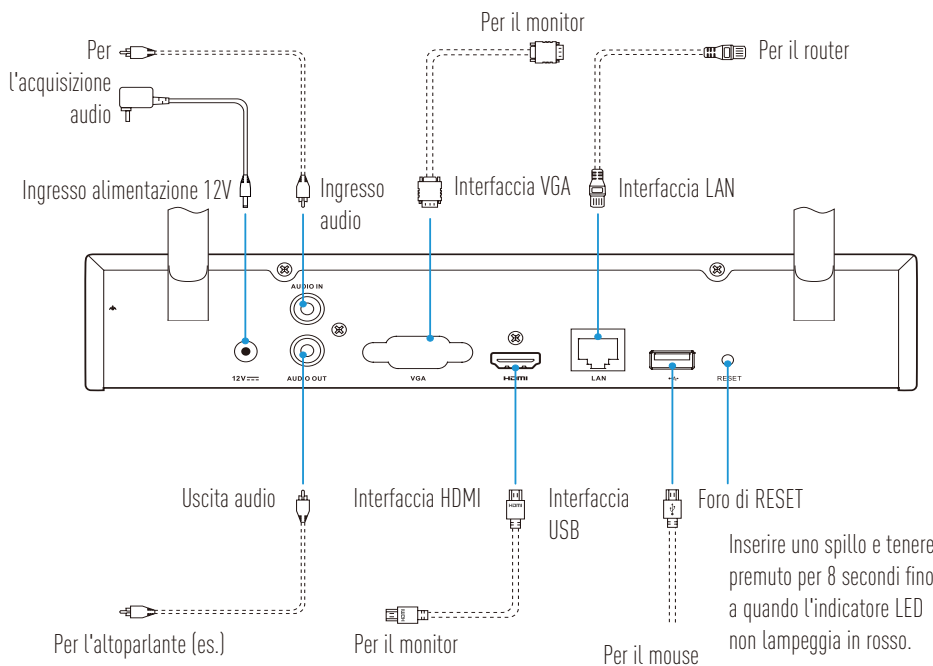 Per il monitor
Per
Per il router
l'acquisizione
audio
Ingresso alimentazione 12V
Ingresso
audio
Interfaccia VGA
Interfaccia LAN
AUDIO IN
12V
AUDIO OUT
VGA
HDMI
LAN
RESET
Uscita audio
Interfaccia HDMI
HDMI
Interfaccia
USB
Foro di RESET
Inserire uno spillo e tenere
premuto per 8 secondi fino
a quando l'indicatore LED
non lampeggia in rosso.
HDMI
Per l'altoparlante (es.)
Per il monitor
Per il mouse